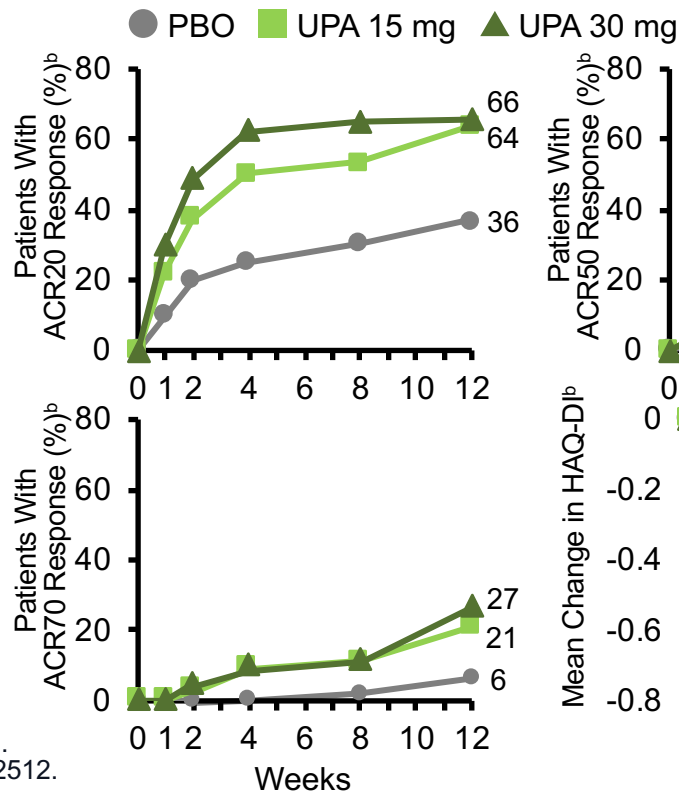 PBO UPA 15 mg UPA 30 mg
Patients With
ACR20 Response (%)ᵇ
80
60
40
20
0
66
64
36
0 1 2 4 6 8 10 12
Patients With
ACR50 Response (%)ᵇ
80
60
40
20
0
0
Patients With
ACR70 Response (%)ᵇ
80
60
40
20
0
27
21
6
0 1 2 4 6 8 10 12
Weeks
Mean Change in HAQ-DIᵇ
0
-0.2
-0.4
-0.6
-0.8
.
2512.